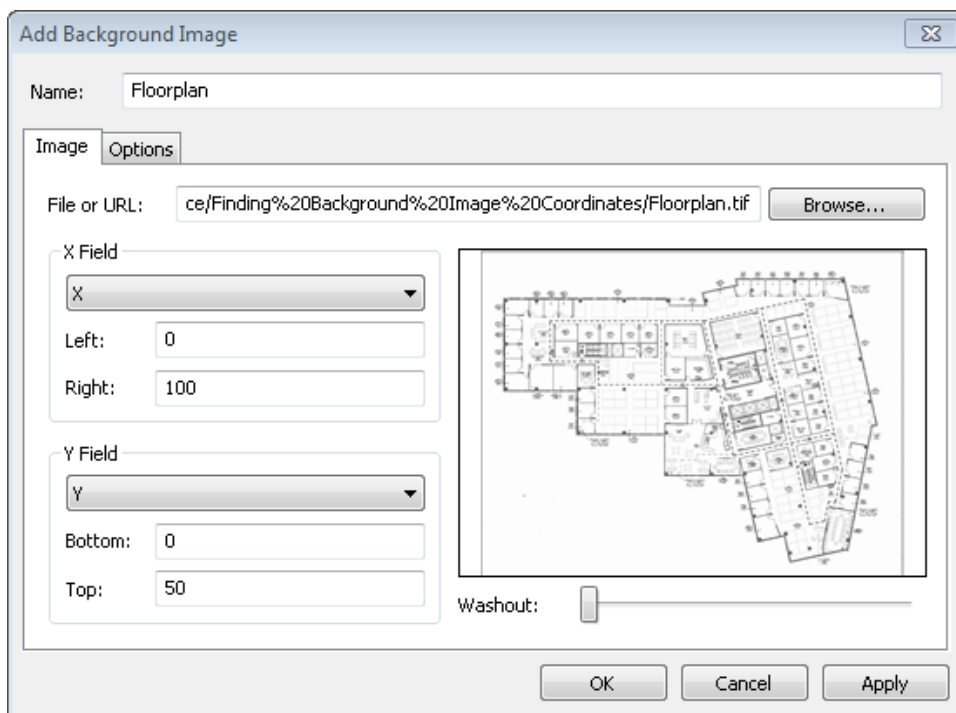 Add Background Image
Name: Floorplan
Image Options
File or URL: ce/Finding%20Background%20Image%20Coordinates/Floorplan.tif Browse...
X Field
X
Left: 0
Right: 100
Y Field
Y
Bottom: 0
Top: 50
Washout:
OK Cancel Apply